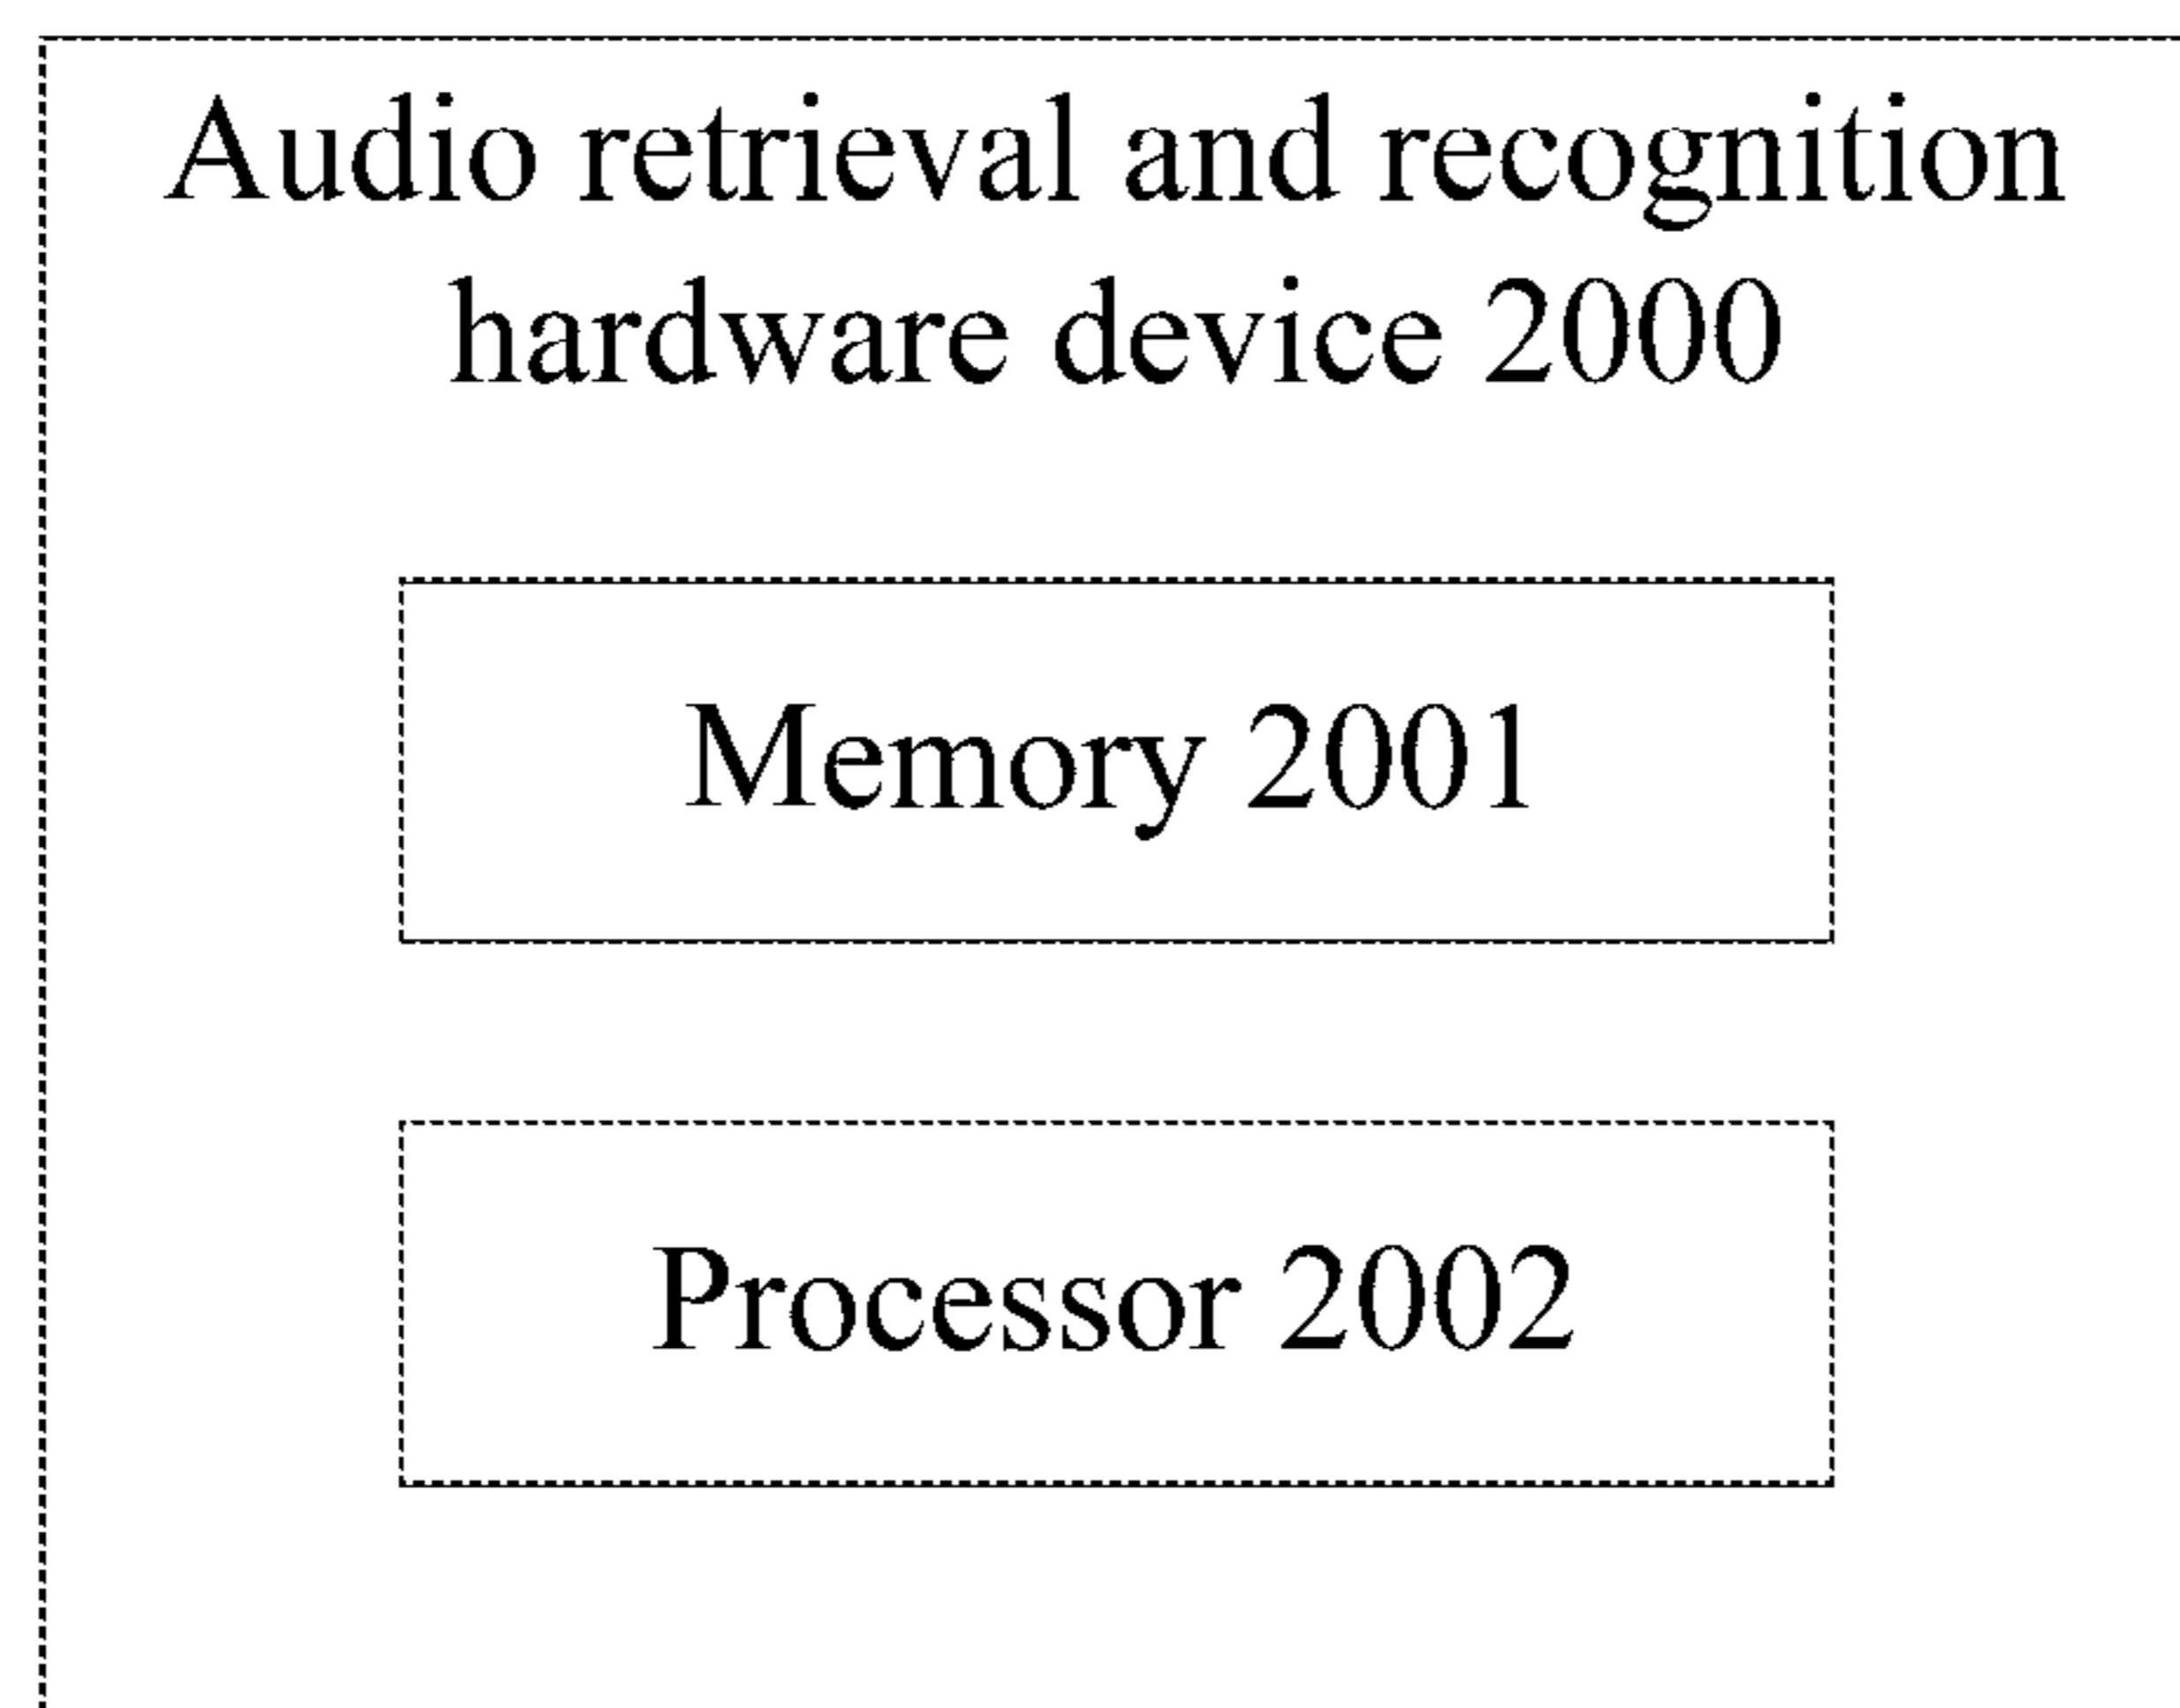 Audio retrieval and recognition
hardware device 2000
Memory 2001
Processor 2002